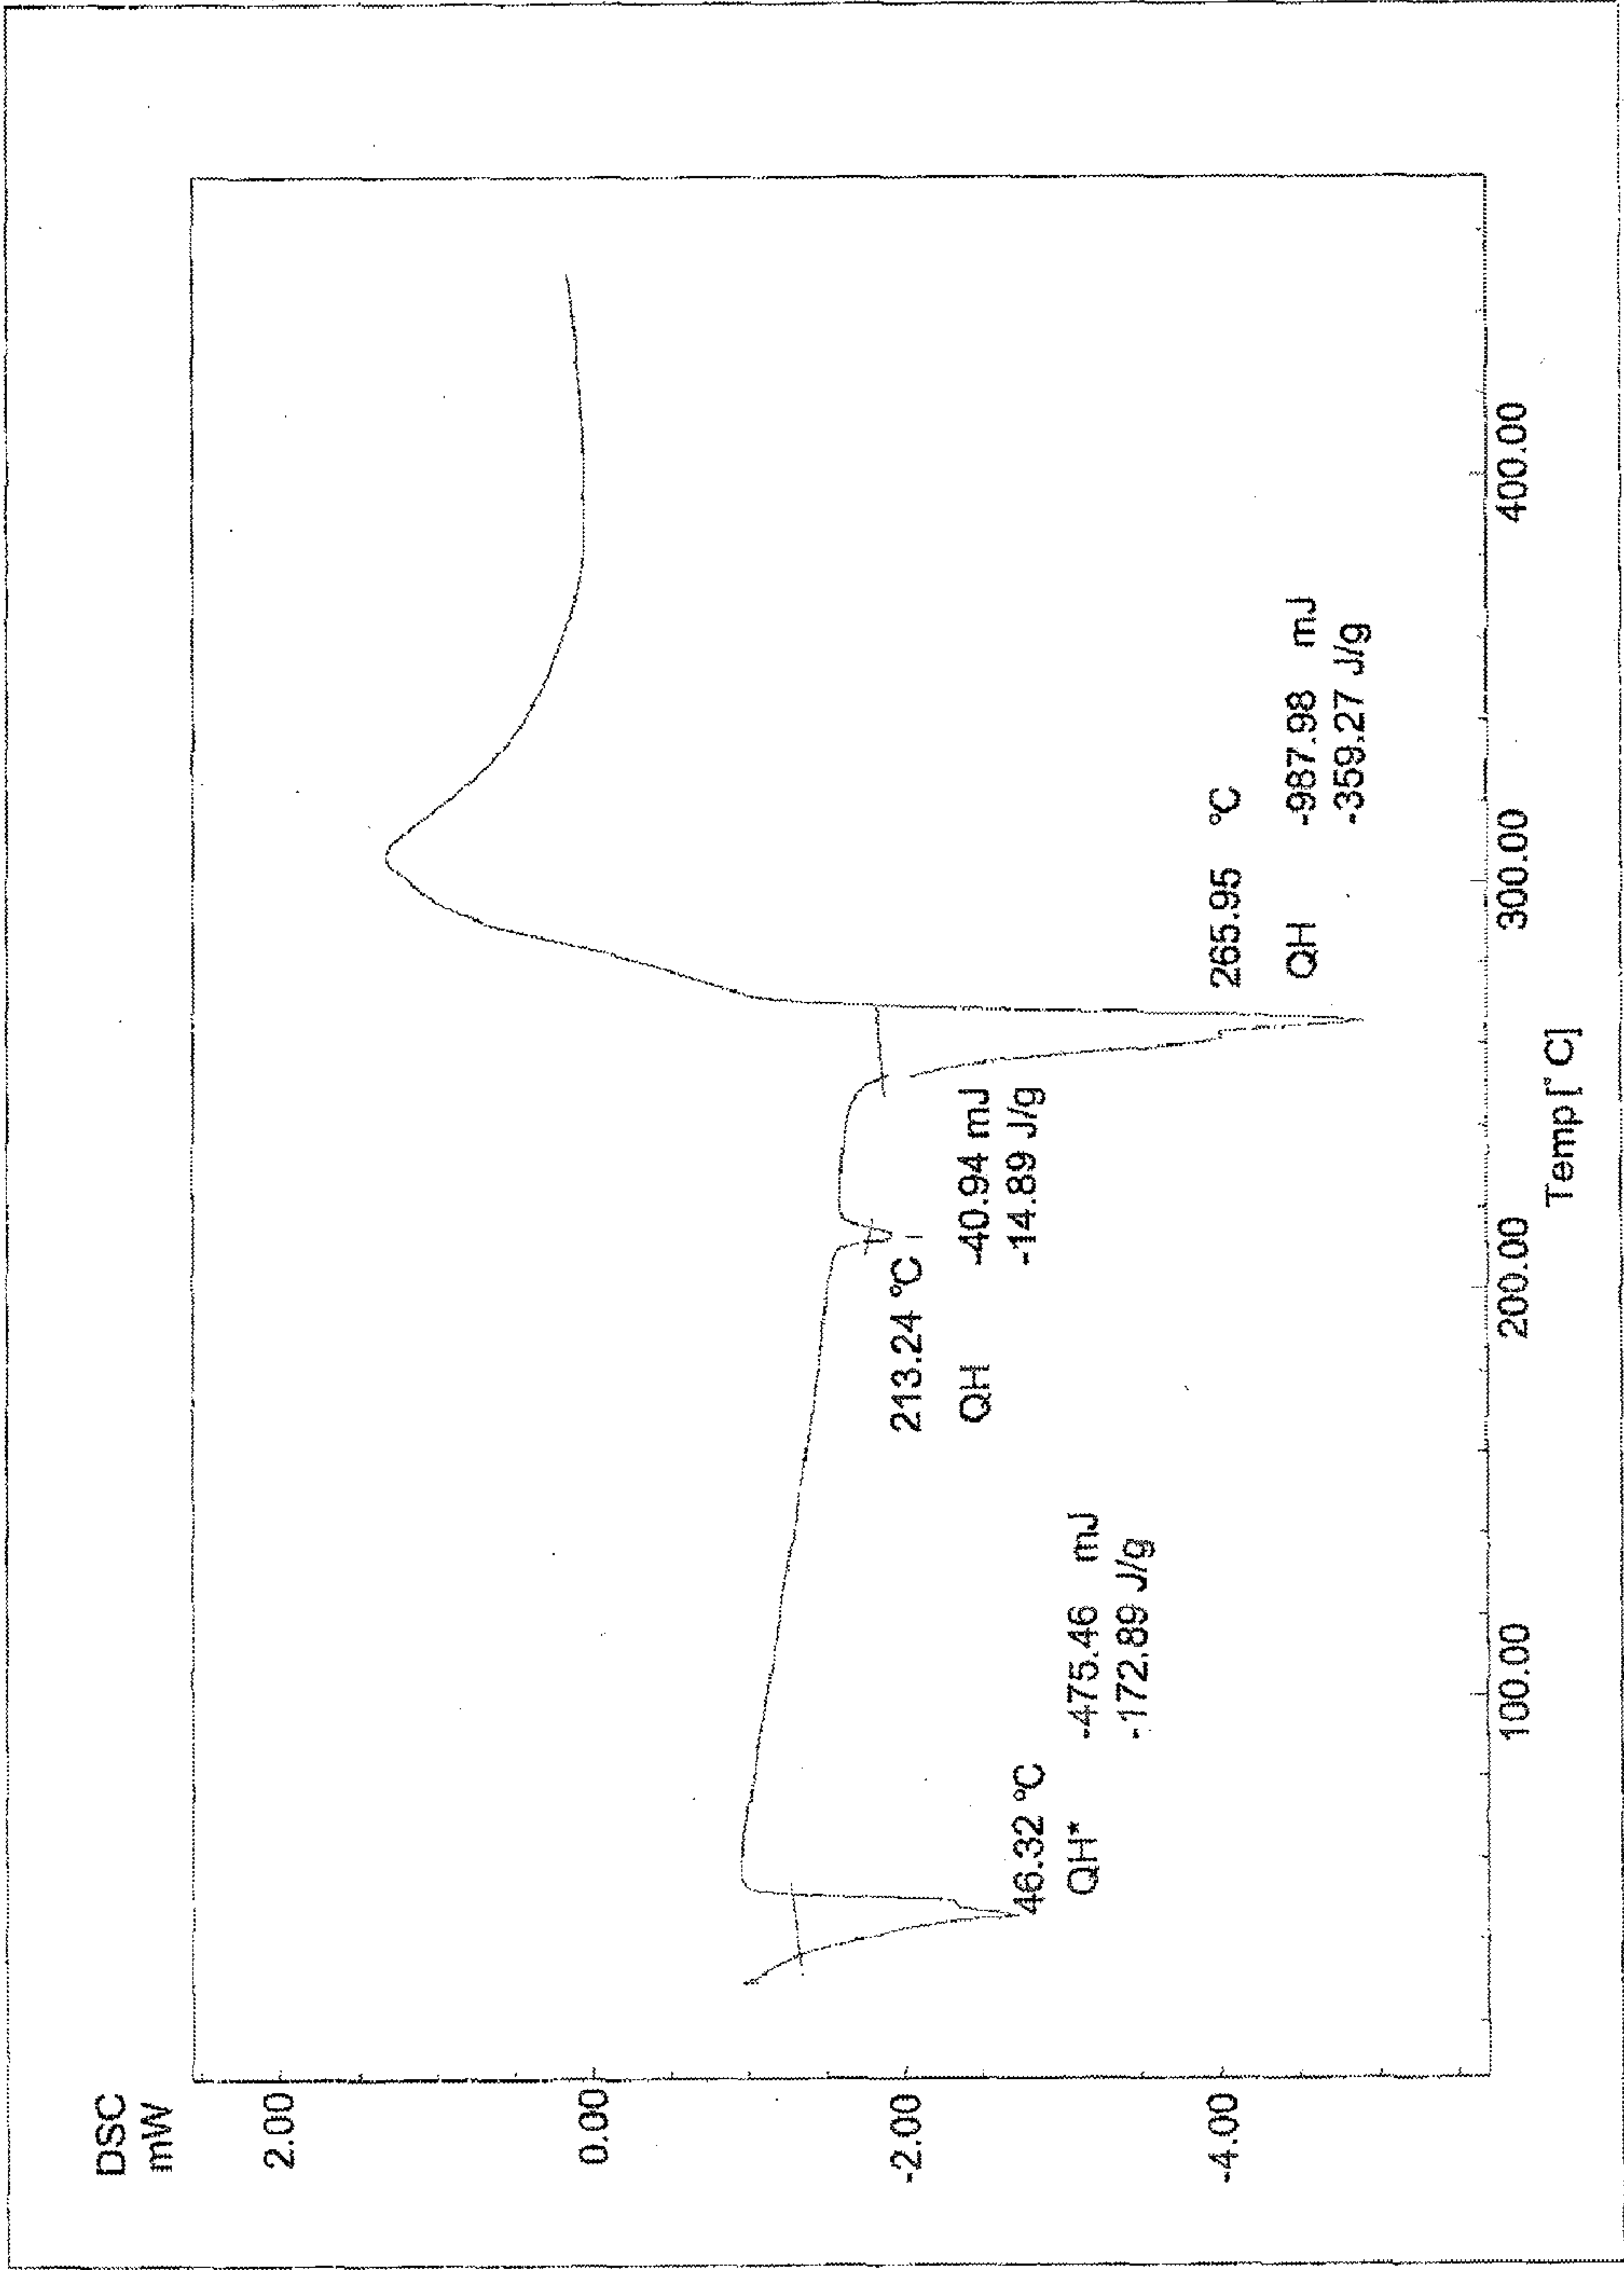 DSC
mW
2.00
0.00
-2.00
-4.00
46.32 °C
QH* -475.46 mJ
-172.89 J/g
213.24 °C
QH -40.94 mJ
-14.89 J/g
265.95 °C
QH -987.98 mJ
-359.27 J/g
100.00 200.00 300.00 400.00
Temp [°C]